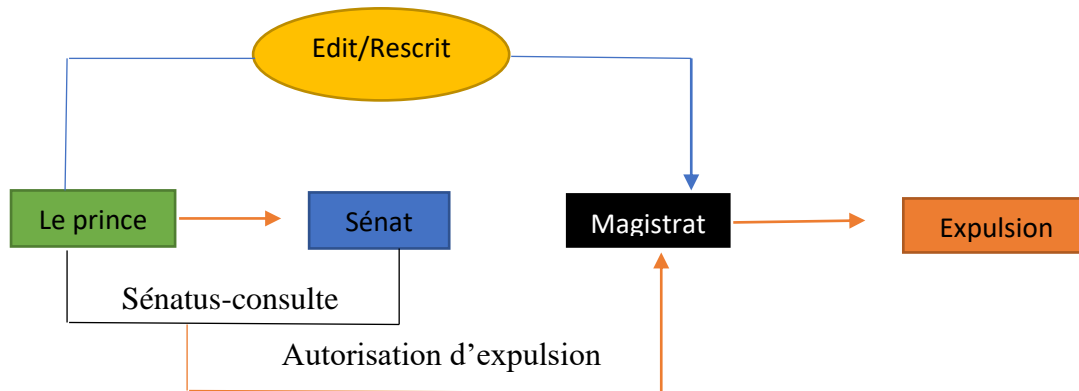 Edit/Rescrit
Le prince
Sénat
Magistrat
Expulsion
Sénatus-consulte
Autorisation d’expulsion